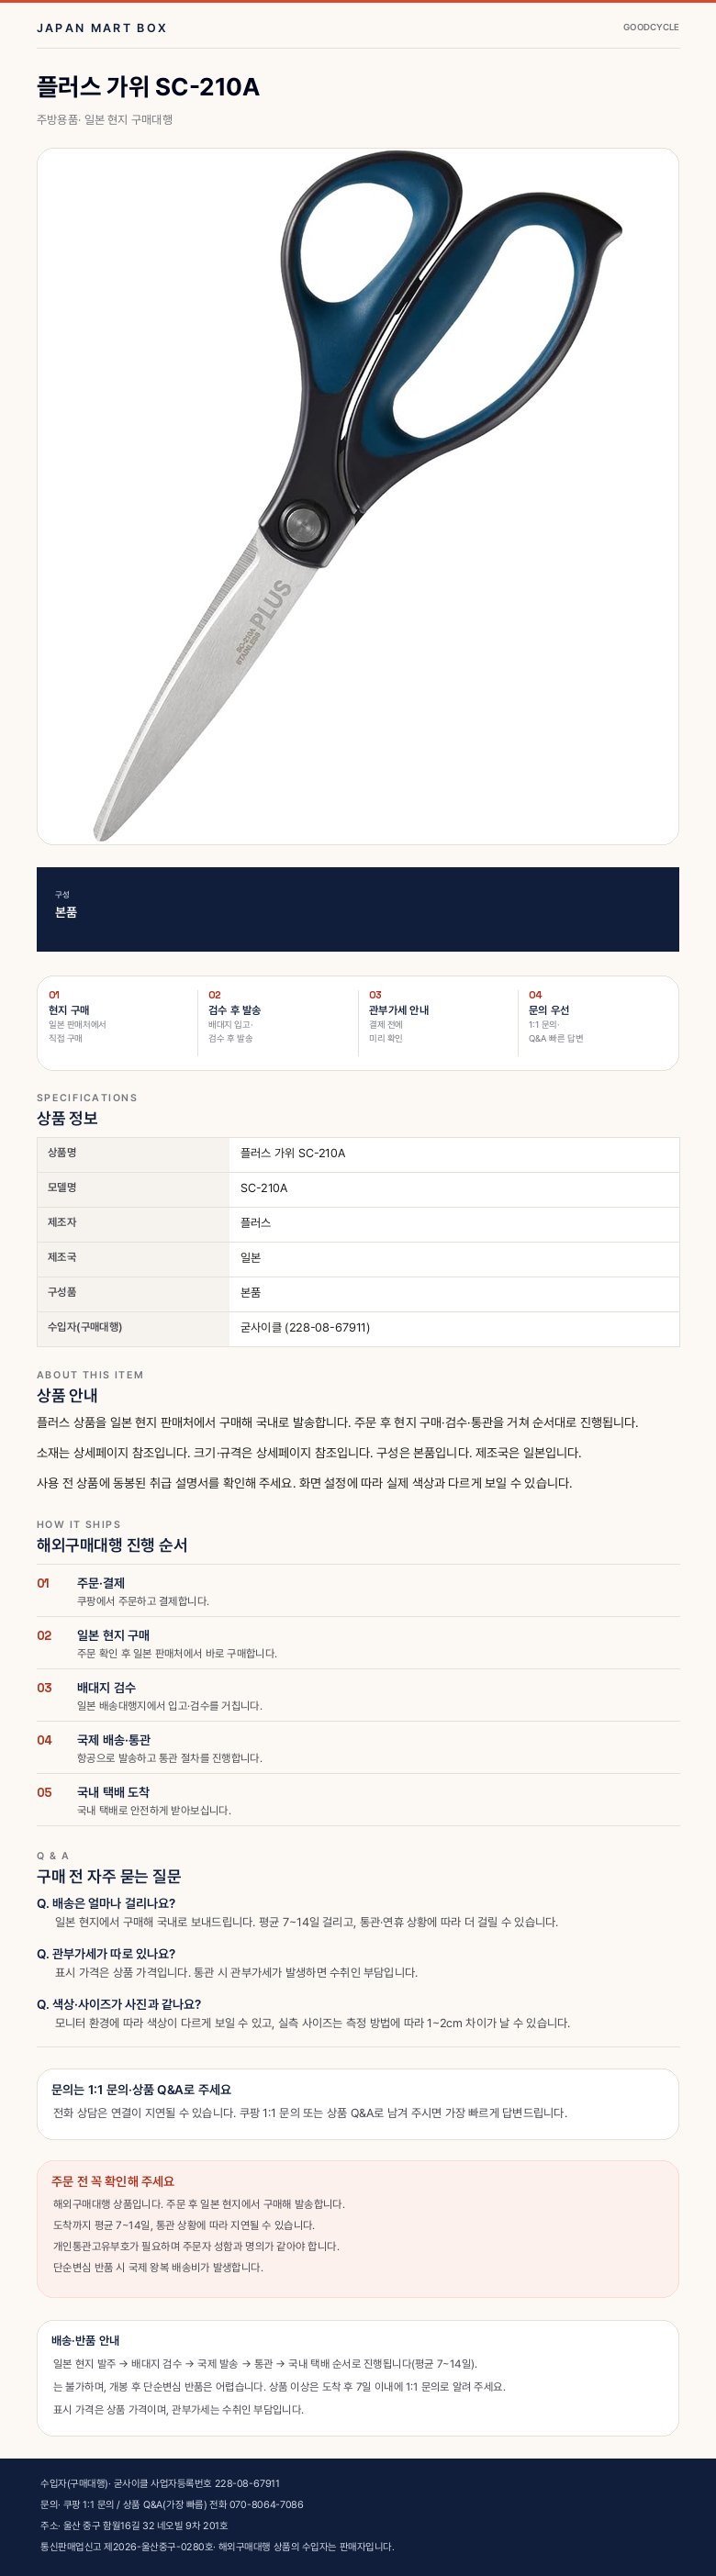 JAPAN MART BOX
GOODCYCLE
플러스 가위 SC-210A
주방용품· 일본 현지 구매대행
PLUS
SC-210A
STAINLESS
구성
본품
01
현지 구매
일본 판매처에서
직접 구매
02
검수 후 발송
배대지 입고·
검수 후 발송
03
관부가세 안내
결제 전에
미리 확인
04
문의 우선
1:1 문의·
Q&A 빠른 답변
SPECIFICATIONS
상품 정보
상품명 플러스 가위 SC-210A
모델명 SC-210A
제조자 플러스
제조국 일본
구성품 본품
수입자(구매대행) 굳사이클 (228-08-67911)
ABOUT THIS ITEM
상품 안내
플러스 상품을 일본 현지 판매처에서 구매해 국내로 발송합니다. 주문 후 현지 구매·검수·통관을 거쳐 순서대로 진행됩니다.
소재는 상세페이지 참조입니다. 크기·규격은 상세페이지 참조입니다. 구성은 본품입니다. 제조국은 일본입니다.
사용 전 상품에 동봉된 취급 설명서를 확인해 주세요. 화면 설정에 따라 실제 색상과 다르게 보일 수 있습니다.
HOW IT SHIPS
해외구매대행 진행 순서
01 주문·결제
쿠팡에서 주문하고 결제합니다.
02 일본 현지 구매
주문 확인 후 일본 판매처에서 바로 구매합니다.
03 배대지 검수
일본 배송대행지에서 입고·검수를 거칩니다.
04 국제 배송·통관
항공으로 발송하고 통관 절차를 진행합니다.
05 국내 택배 도착
국내 택배로 안전하게 받아보십니다.
Q & A
구매 전 자주 묻는 질문
Q. 배송은 얼마나 걸리나요?
일본 현지에서 구매해 국내로 보내드립니다. 평균 7~14일 걸리고, 통관·연휴 상황에 따라 더 걸릴 수 있습니다.
Q. 관부가세가 따로 있나요?
표시 가격은 상품 가격입니다. 통관 시 관부가세가 발생하면 수취인 부담입니다.
Q. 색상·사이즈가 사진과 같나요?
모니터 환경에 따라 색상이 다르게 보일 수 있고, 실측 사이즈는 측정 방법에 따라 1~2cm 차이가 날 수 있습니다.
문의는 1:1 문의·상품 Q&A로 주세요
전화 상담은 연결이 지연될 수 있습니다. 쿠팡 1:1 문의 또는 상품 Q&A로 남겨 주시면 가장 빠르게 답변드립니다.
주문 전 꼭 확인해 주세요
해외구매대행 상품입니다. 주문 후 일본 현지에서 구매해 발송합니다.
도착까지 평균 7~14일, 통관 상황에 따라 지연될 수 있습니다.
개인통관고유부호가 필요하며 주문자 성함과 명의가 같아야 합니다.
단순변심 반품 시 국제 왕복 배송비가 발생합니다.
배송·반품 안내
일본 현지 발주 → 배대지 검수 → 국제 발송 → 통관 → 국내 택배 순서로 진행됩니다(평균 7~14일).
는 불가하며, 개봉 후 단순변심 반품은 어렵습니다. 상품 이상은 도착 후 7일 이내에 1:1 문의로 알려 주세요.
표시 가격은 상품 가격이며, 관부가세는 수취인 부담입니다.
수입자(구매대행)· 굳사이클 사업자등록번호 228-08-67911
문의· 쿠팡 1:1 문의 / 상품 Q&A(가장 빠름) 전화 070-8064-7086
주소· 울산 중구 함월16길 32 네오빌 9차 201호
통신판매업신고 제2026-울산중구-0280호· 해외구매대행 상품의 수입자는 판매자입니다.